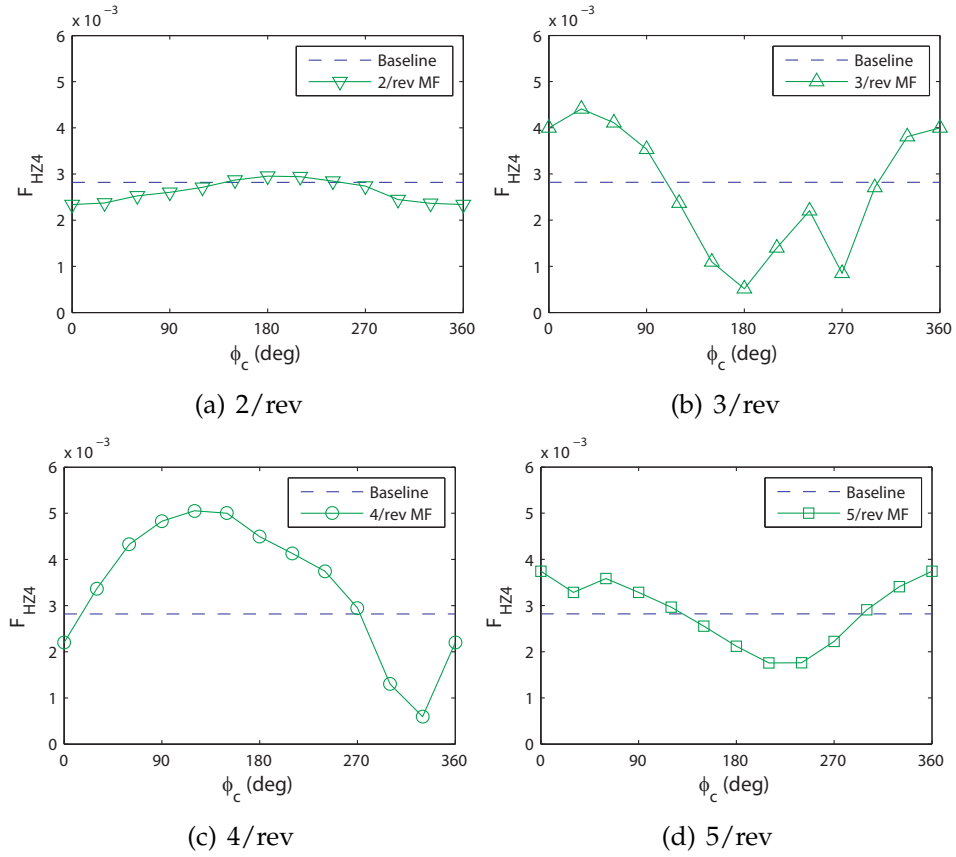 x 10⁻³
6
5
4
3
2
1
0
F_HZ4
0 90 180 270 360
ϕ_c (deg)
Baseline
2/rev MF
(a) 2/rev
x 10⁻³
6
5
4
3
2
1
0
F_HZ4
0 90 180 270 360
ϕ_c (deg)
Baseline
3/rev MF
(b) 3/rev
x 10⁻³
6
5
4
3
2
1
0
F_HZ4
0 90 180 270 360
ϕ_c (deg)
Baseline
4/rev MF
(c) 4/rev
x 10⁻³
6
5
4
3
2
1
0
F_HZ4
0 90 180 270 360
ϕ_c (deg)
Baseline
5/rev MF
(d) 5/rev